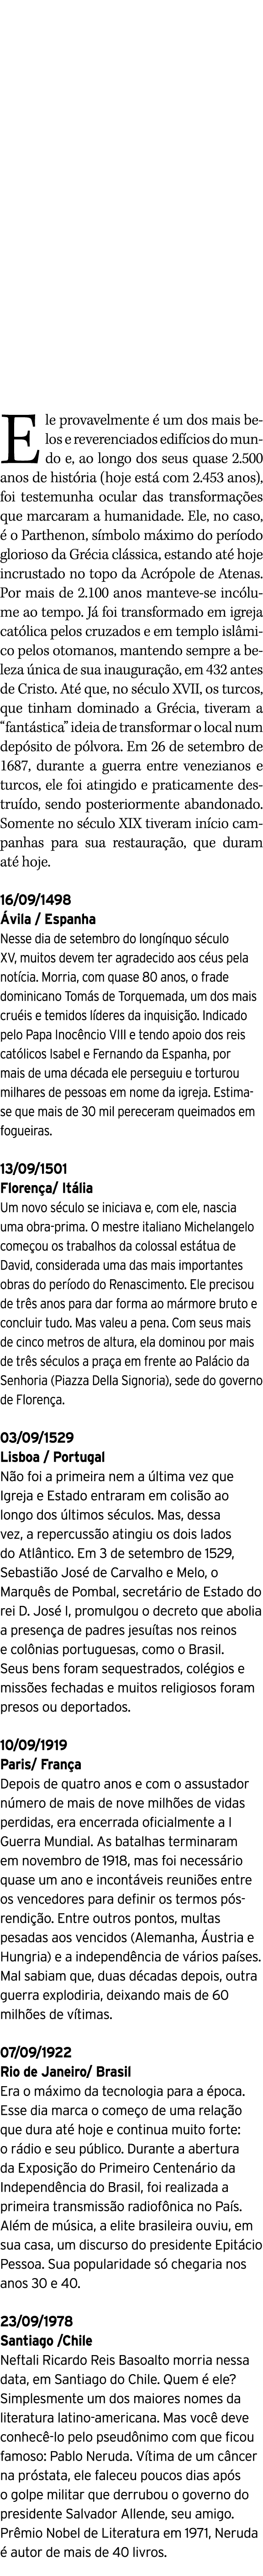 Ele provavelmente é um dos mais be-
los e reverenciados edifícios do mun-
do e, ao longo dos seus quase 2.500
anos de história (hoje está com 2.453 anos),
foi testemunha ocular das transformações
que marcaram a humanidade. Ele, no caso,
é o Parthenon, símbolo máximo do período
glorioso da Grécia clássica, estando até hoje
incrustado no topo da Acrópole de Atenas.
Por mais de 2.100 anos manteve-se incólu-
me ao tempo. Já foi transformado em igreja
católica pelos cruzados e em templo islâmi-
co pelos otomanos, mantendo sempre a be-
leza única de sua inauguração, em 432 antes
de Cristo. Até que, no século XVII, os turcos,
que tinham dominado a Grécia, tiveram a
“fantástica” ideia de transformar o local num
depósito de pólvora. Em 26 de setembro de
1687, durante a guerra entre venezianos e
turcos, ele foi atingido e praticamente des-
truído, sendo posteriormente abandonado.
Somente no século XIX tiveram início cam-
panhas para sua restauração, que duram
até hoje.
16/09/1498
Ávila / Espanha
Nesse dia de setembro do longínquo século
XV, muitos devem ter agradecido aos céus pela
notícia. Morria, com quase 80 anos, o frade
dominicano Tomás de Torquemada, um dos mais
cruéis e temidos líderes da inquisição. Indicado
pelo Papa Inocêncio VIII e tendo apoio dos reis
católicos Isabel e Fernando da Espanha, por
mais de uma década ele perseguiu e torturou
milhares de pessoas em nome da igreja. Estima-
se que mais de 30 mil pereceram queimados em
fogueiras.
13/09/1501
Florença/ Itália
Um novo século se iniciava e, com ele, nascia
uma obra-prima. O mestre italiano Michelangelo
começou os trabalhos da colossal estátua de
David, considerada uma das mais importantes
obras do período do Renascimento. Ele precisou
de três anos para dar forma ao mármore bruto e
concluir tudo. Mas valeu a pena. Com seus mais
de cinco metros de altura, ela dominou por mais
de três séculos a praça em frente ao Palácio da
Senhoria (Piazza Della Signoria), sede do governo
de Florença.
03/09/1529
Lisboa / Portugal
Não foi a primeira nem a última vez que
Igreja e Estado entraram em colisão ao
longo dos últimos séculos. Mas, dessa
vez, a repercussão atingiu os dois lados
do Atlântico. Em 3 de setembro de 1529,
Sebastião José de Carvalho e Melo, o
Marquês de Pombal, secretário de Estado do
rei D. José I, promulgou o decreto que abolia
a presença de padres jesuítas nos reinos
e colônias portuguesas, como o Brasil.
Seus bens foram sequestrados, colégios e
missões fechadas e muitos religiosos foram
presos ou deportados.
10/09/1919
Paris/ França
Depois de quatro anos e com o assustador
número de mais de nove milhões de vidas
perdidas, era encerrada oficialmente a I
Guerra Mundial. As batalhas terminaram
em novembro de 1918, mas foi necessário
quase um ano e incontáveis reuniões entre
os vencedores para definir os termos pós-
rendição. Entre outros pontos, multas
pesadas aos vencidos (Alemanha, Áustria e
Hungria) e a independência de vários países.
Mal sabiam que, duas décadas depois, outra
guerra explodiria, deixando mais de 60
milhões de vítimas.
07/09/1922
Rio de Janeiro/ Brasil
Era o máximo da tecnologia para a época.
Esse dia marca o começo de uma relação
que dura até hoje e continua muito forte:
o rádio e seu público. Durante a abertura
da Exposição do Primeiro Centenário da
Independência do Brasil, foi realizada a
primeira transmissão radiofônica no País.
Além de música, a elite brasileira ouviu, em
sua casa, um discurso do presidente Epitácio
Pessoa. Sua popularidade só chegaria nos
anos 30 e 40.
23/09/1978
Santiago /Chile
Neftali Ricardo Reis Basoalto morria nessa
data, em Santiago do Chile. Quem é ele?
Simplesmente um dos maiores nomes da
literatura latino-americana. Mas você deve
conhecê-lo pelo pseudônimo com que ficou
famoso: Pablo Neruda. Vítima de um câncer
na próstata, ele faleceu poucos dias após
o golpe militar que derrubou o governo do
presidente Salvador Allende, seu amigo.
Prêmio Nobel de Literatura em 1971, Neruda
é autor de mais de 40 livros.